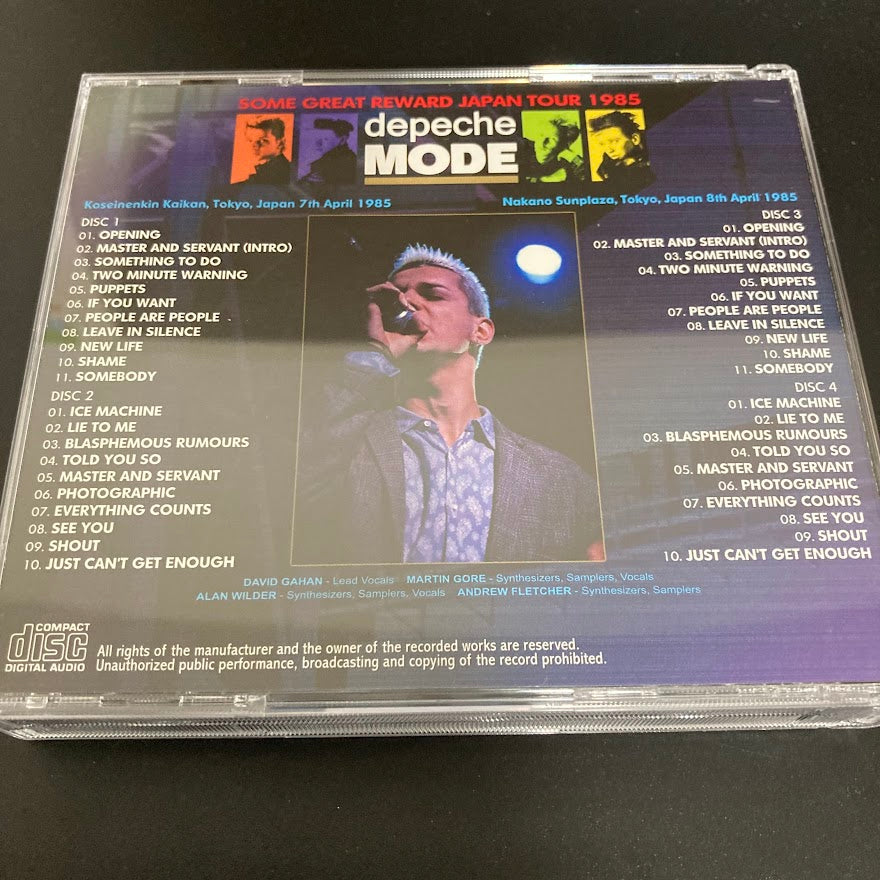 SOME GREAT REWARD JAPAN TOUR 1985
depeche
MODE
Koseinenkin Kaikan, Tokyo, Japan 7th April 1985
DISC 1
01. OPENING
02. MASTER AND SERVANT (INTRO)
03. SOMETHING TO DO
04. TWO MINUTE WARNING
05. PUPPETS
06. IF YOU WANT
07. PEOPLE ARE PEOPLE
08. LEAVE IN SILENCE
09. NEW LIFE
10. SHAME
11. SOMEBODY
DISC 2
01. ICE MACHINE
02. LIE TO ME
03. BLASPHEMOUS RUMOURS
04. TOLD YOU SO
05. MASTER AND SERVANT
06. PHOTOGRAPHIC
07. EVERYTHING COUNTS
08. SEE YOU
09. SHOUT
10. JUST CAN'T GET ENOUGH
Nakano Sunplaza, Tokyo, Japan 8th April 1985
DISC 3
01. OPENING
02. MASTER AND SERVANT (INTRO)
03. SOMETHING TO DO
04. TWO MINUTE WARNING
05. PUPPETS
06. IF YOU WANT
07. PEOPLE ARE PEOPLE
08. LEAVE IN SILENCE
09. NEW LIFE
10. SHAME
11. SOMEBODY
DISC 4
01. ICE MACHINE
02. LIE TO ME
03. BLASPHEMOUS RUMOURS
04. TOLD YOU SO
05. MASTER AND SERVANT
06. PHOTOGRAPHIC
07. EVERYTHING COUNTS
08. SEE YOU
09. SHOUT
10. JUST CAN'T GET ENOUGH
DAVID GAHAN - Lead Vocals MARTIN GORE - Synthesizers, Samplers, Vocals
ALAN WILDER - Synthesizers, Samplers, Vocals ANDREW FLETCHER - Synthesizers, Samplers
COMPACT
disc
DIGITAL AUDIO
All rights of the manufacturer and the owner of the recorded works are reserved.
Unauthorized public performance, broadcasting and copying of the record prohibited.